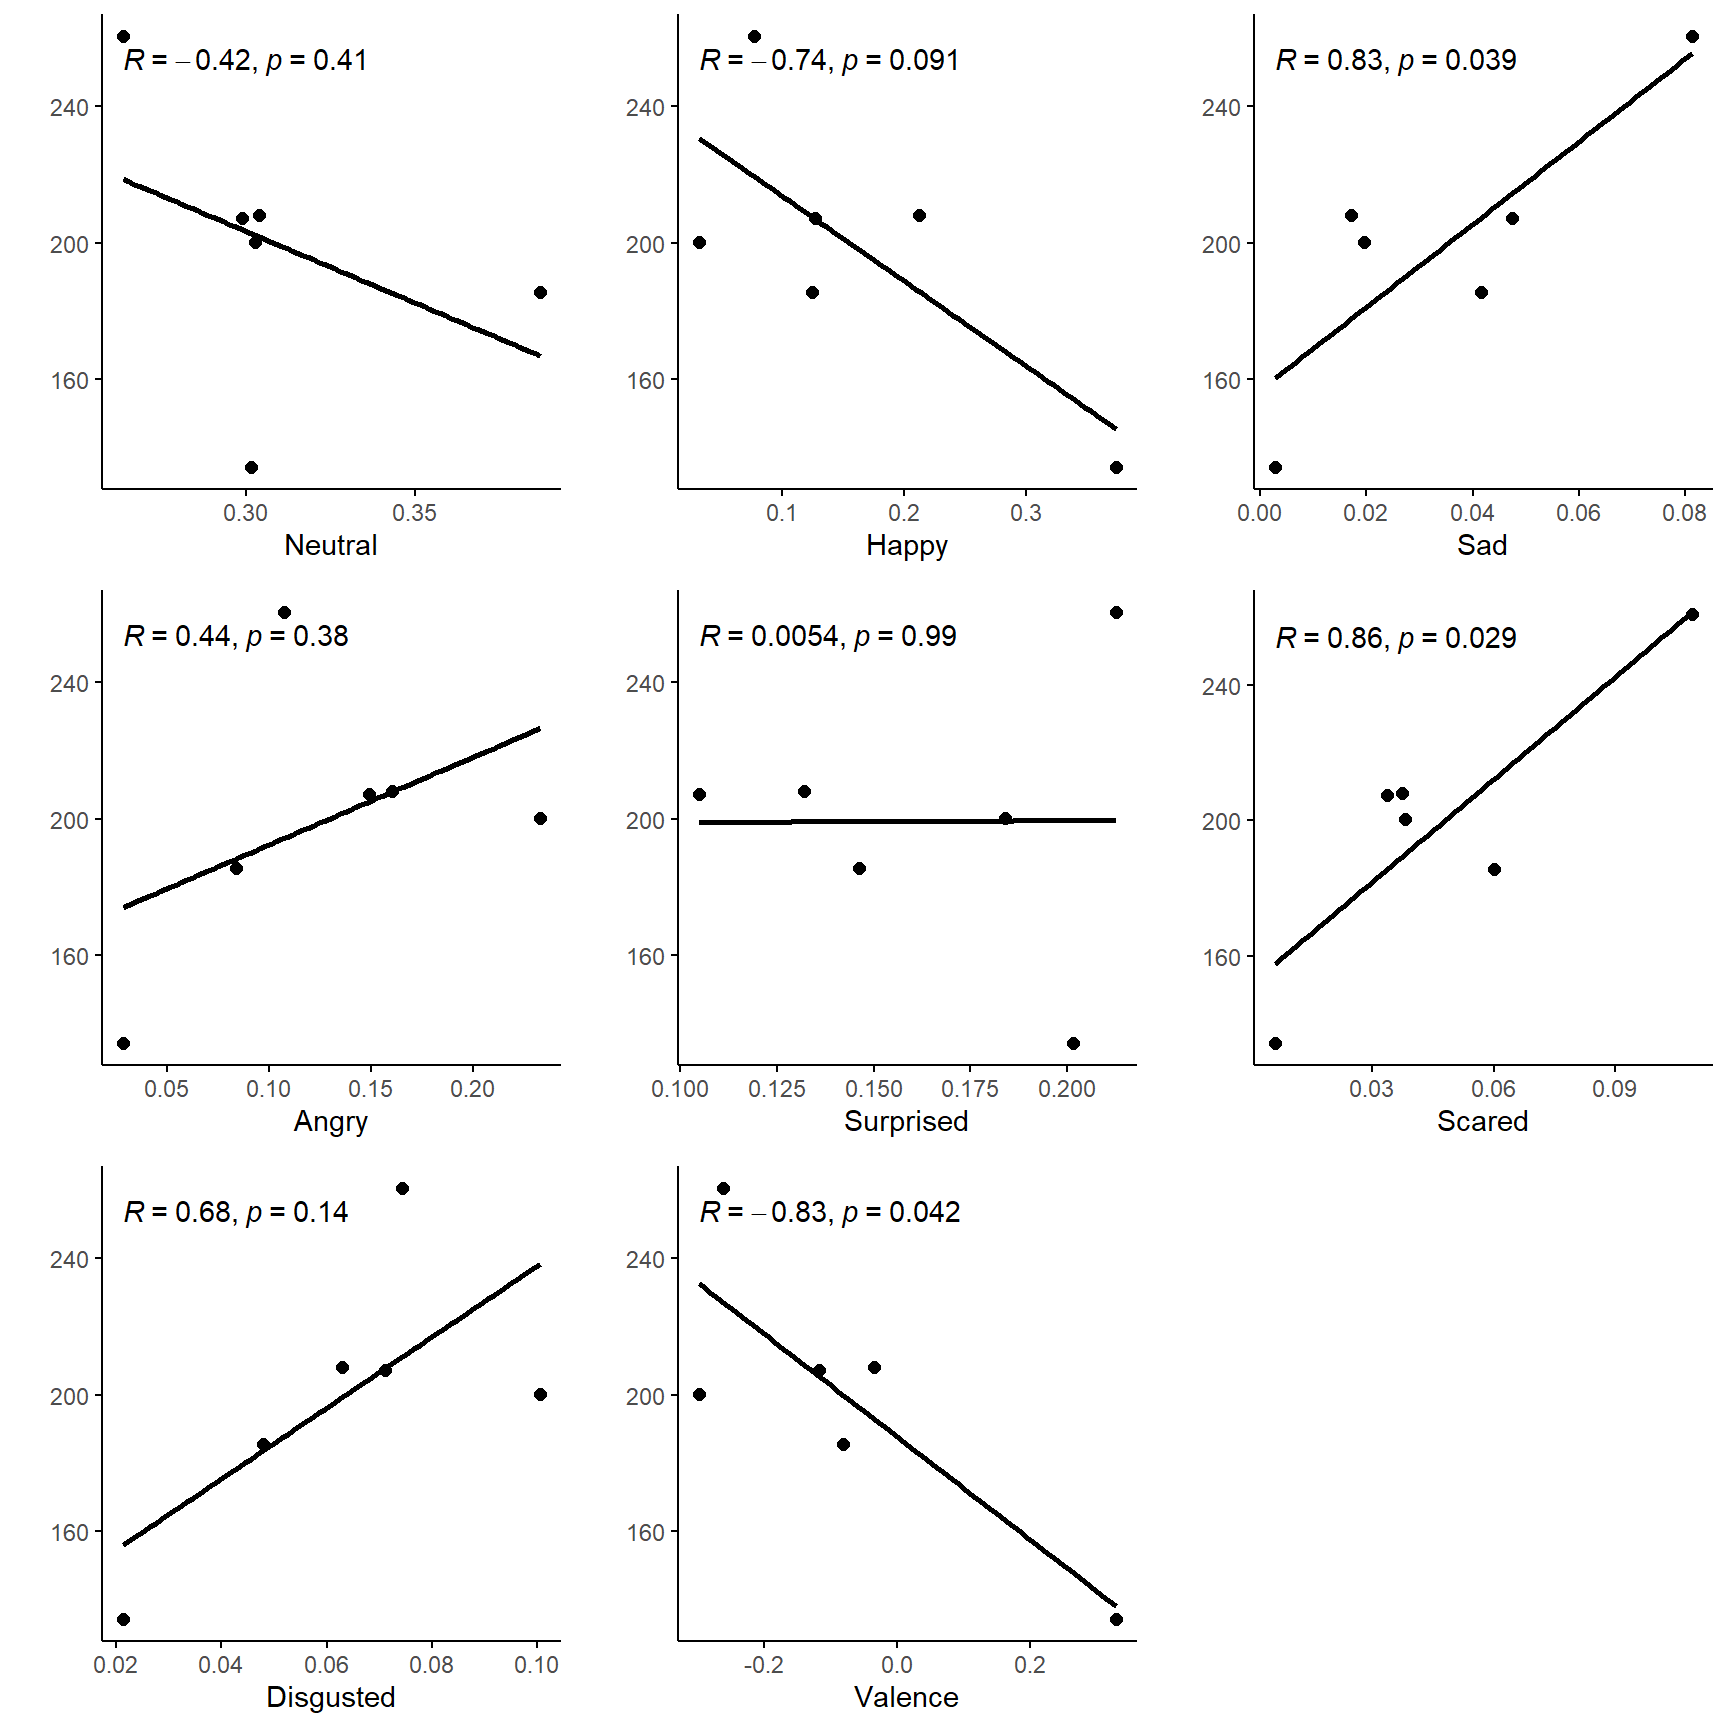 R = −0.42, p = 0.41
240
200
160
0.30 0.35
Neutral
R = −0.74, p = 0.091
240
200
160
0.1 0.2 0.3
Happy
R = 0.83, p = 0.039
240
200
160
0.00 0.02 0.04 0.06 0.08
Sad
R = 0.44, p = 0.38
240
200
160
0.05 0.10 0.15 0.20
Angry
R = 0.0054, p = 0.99
240
200
160
0.100 0.125 0.150 0.175 0.200
Surprised
R = 0.86, p = 0.029
240
200
160
0.03 0.06 0.09
Scared
R = 0.68, p = 0.14
240
200
160
0.02 0.04 0.06 0.08 0.10
Disgusted
R = −0.83, p = 0.042
240
200
160
-0.2 0.0 0.2
Valence